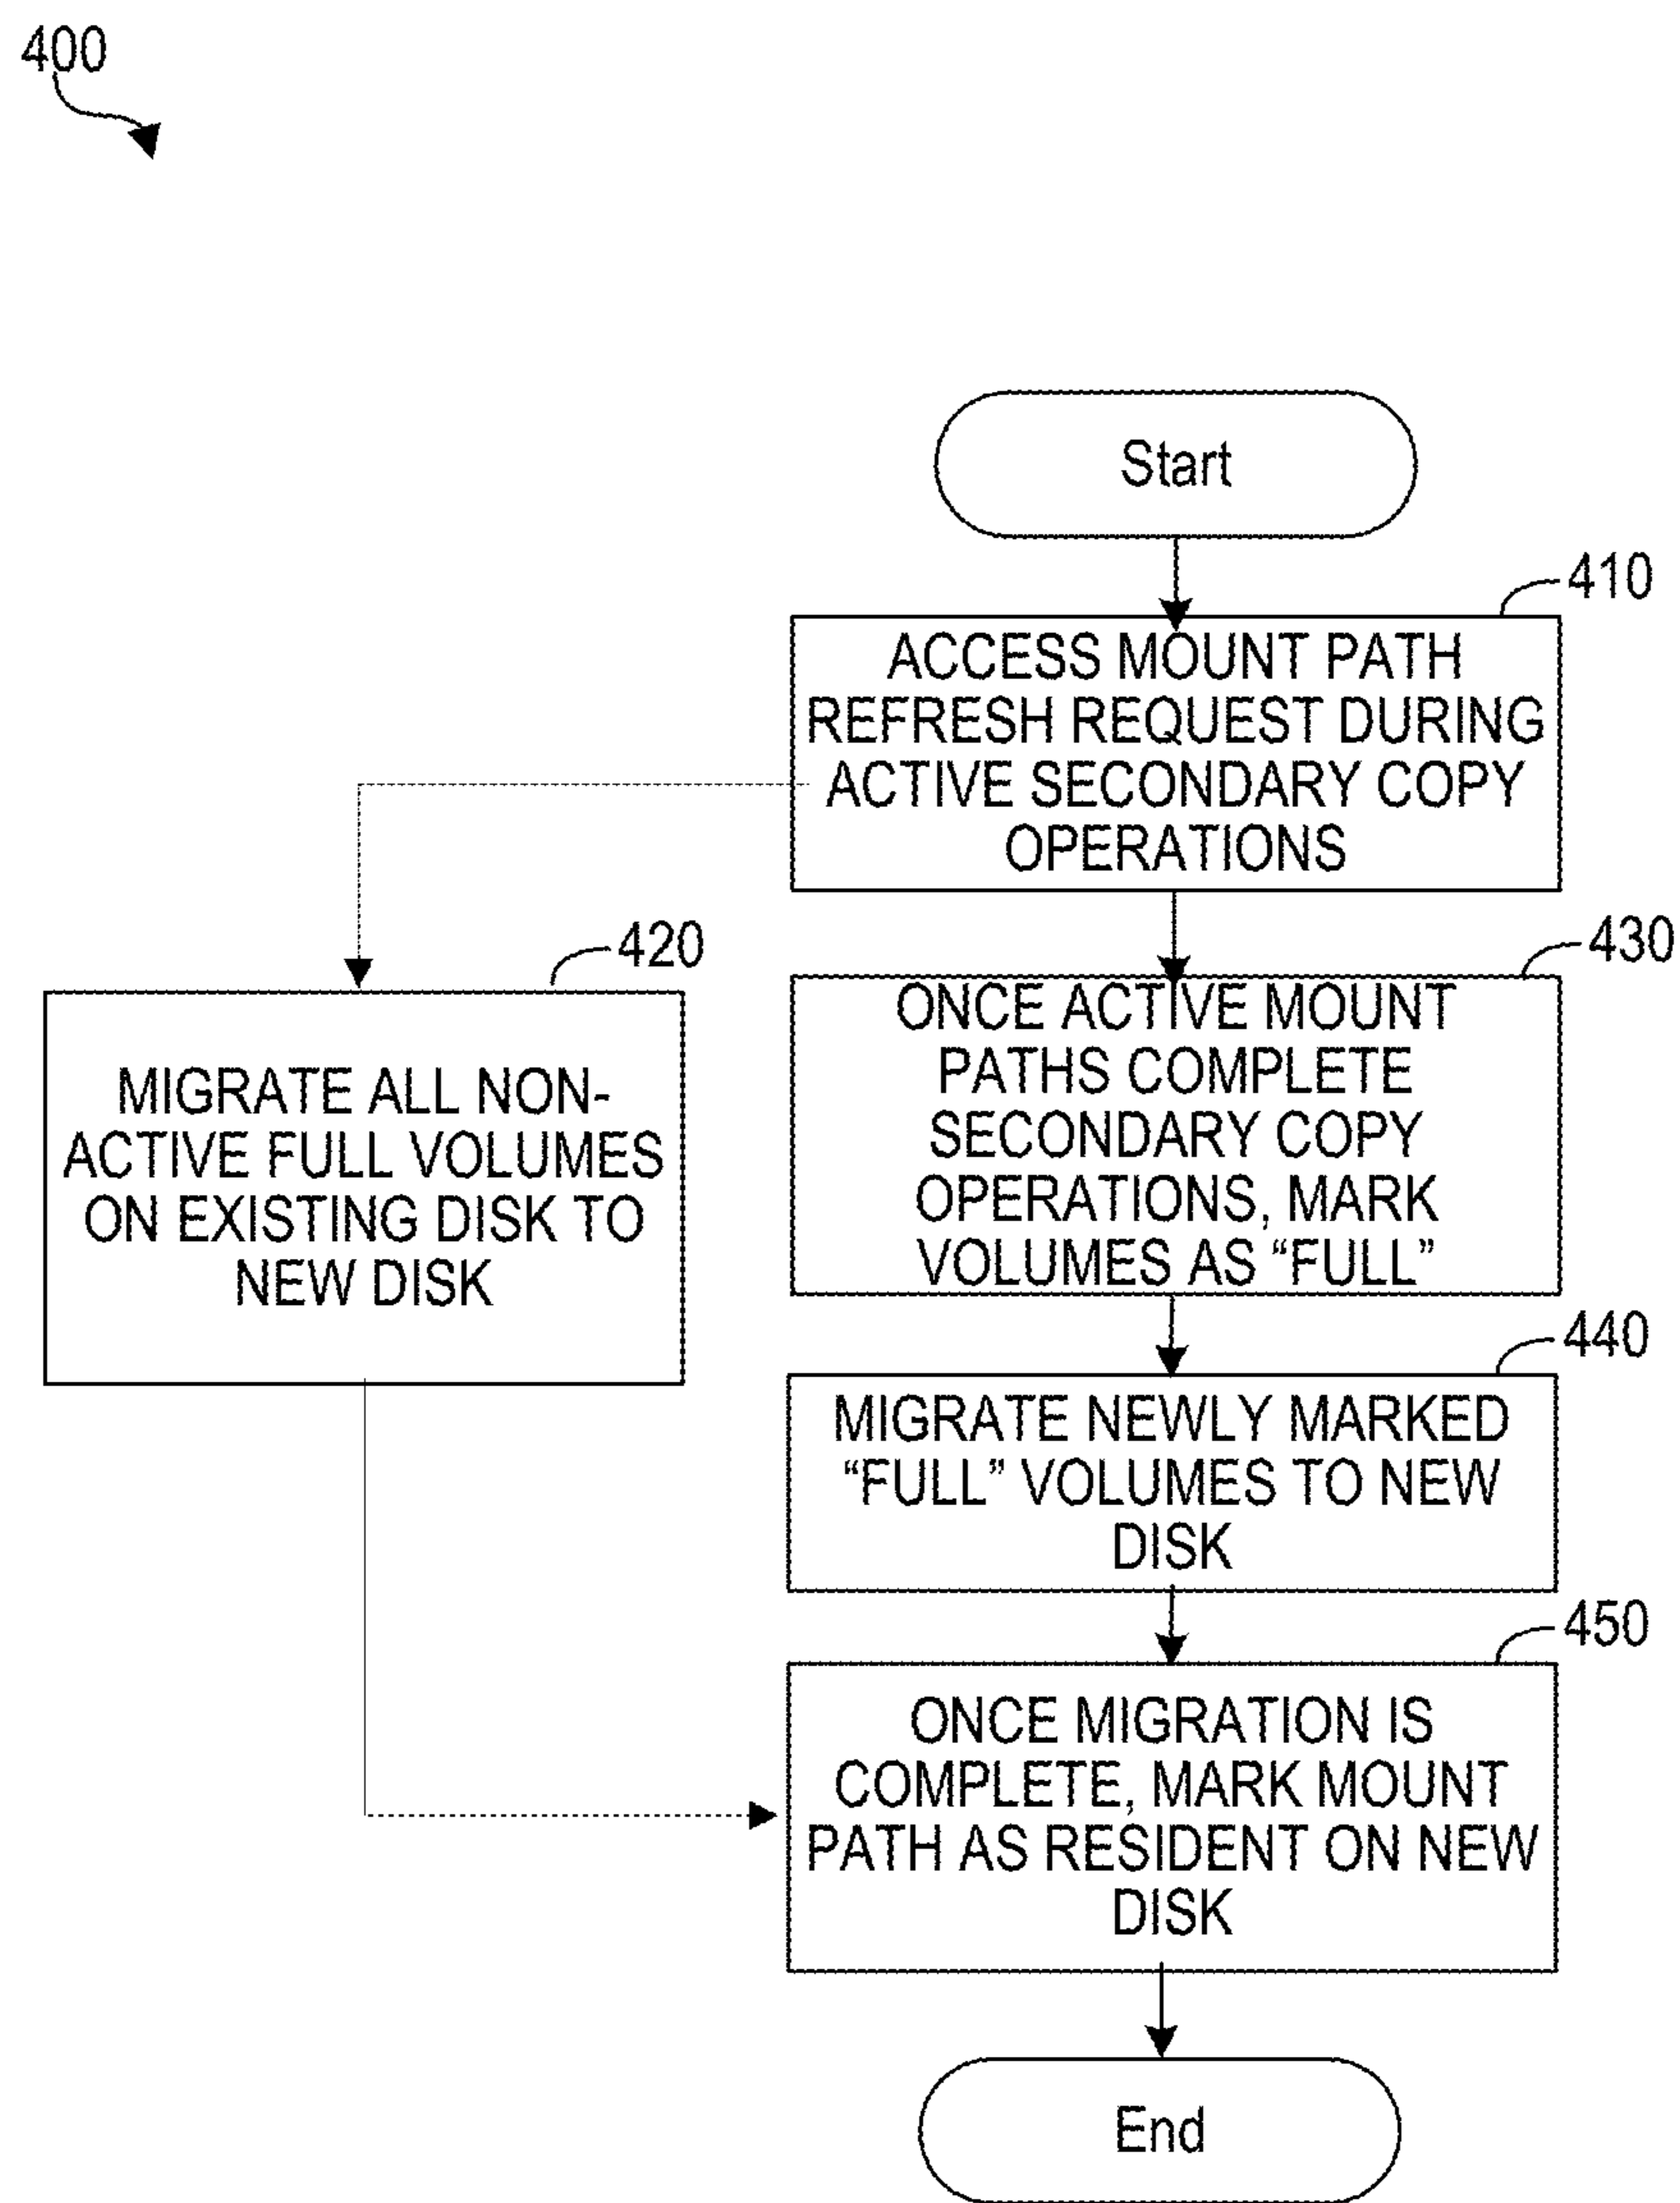 400
Start
410
ACCESS MOUNT PATH
REFRESH REQUEST DURING
ACTIVE SECONDARY COPY
OPERATIONS
420
MIGRATE ALL NON-
ACTIVE FULL VOLUMES
ON EXISTING DISK TO
NEW DISK
430
ONCE ACTIVE MOUNT
PATHS COMPLETE
SECONDARY COPY
OPERATIONS, MARK
VOLUMES AS “FULL”
440
MIGRATE NEWLY MARKED
“FULL” VOLUMES TO NEW
DISK
450
ONCE MIGRATION IS
COMPLETE, MARK MOUNT
PATH AS RESIDENT ON NEW
DISK
End